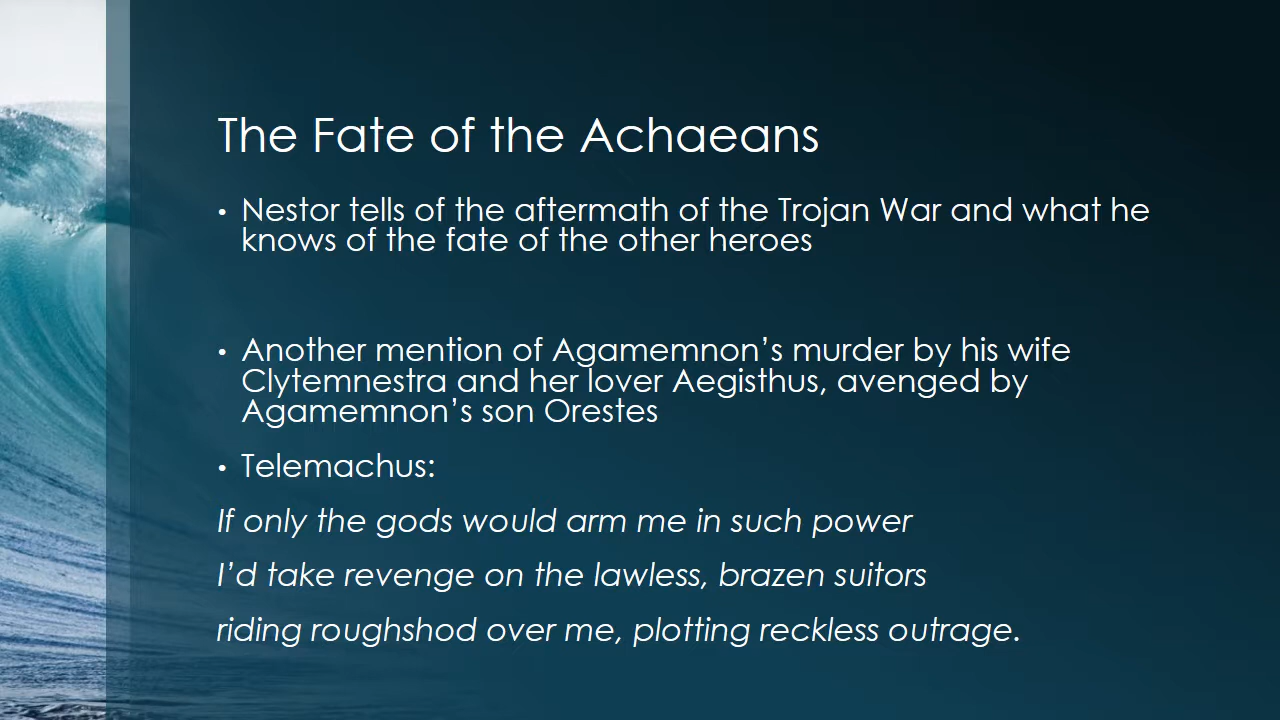 The Fate of the Achaeans
• Nestor tells of the aftermath of the Trojan War and what he
knows of the fate of the other heroes
• Another mention of Agamemnon’s murder by his wife
Clytemnestra and her lover Aegisthus, avenged by
Agamemnon’s son Orestes
• Telemachus:
If only the gods would arm me in such power
I’d take revenge on the lawless, brazen suitors
riding roughshod over me, plotting reckless outrage.